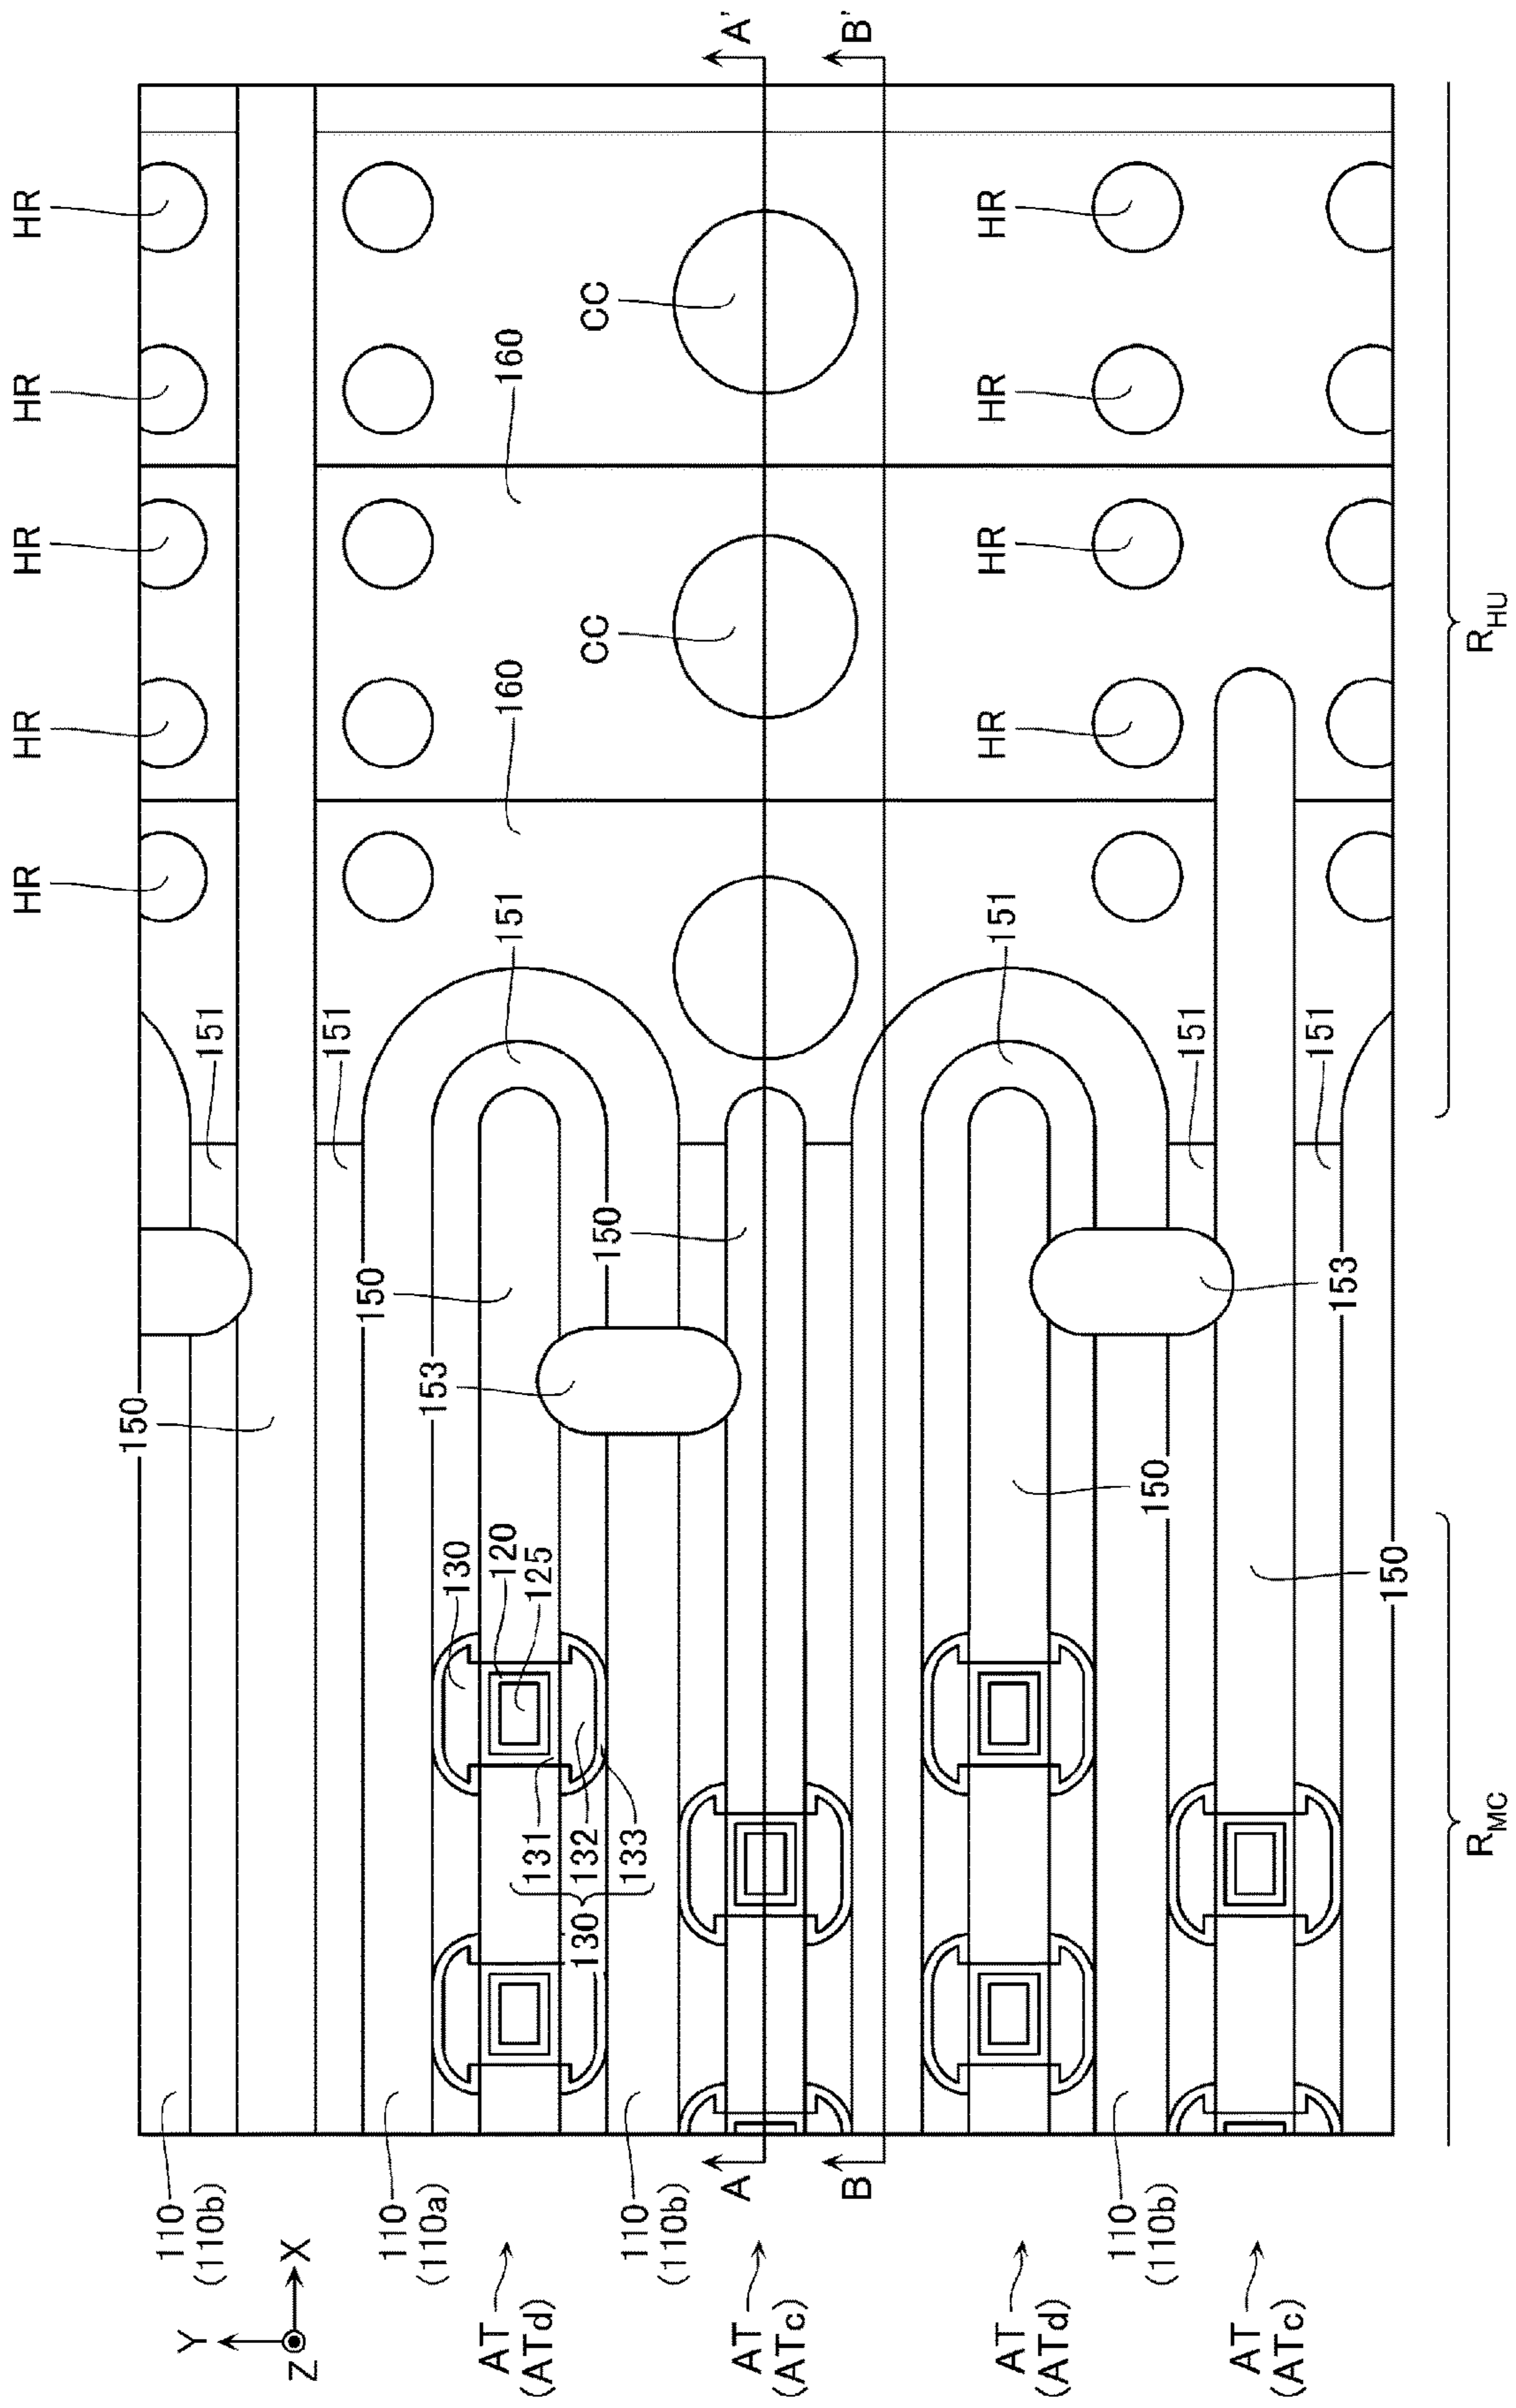 A'
B'
HR
HR
CC
160
HR
HR
HR
HR
R_HU
CC
160
HR
HR
HR
151
151
151
151
151
151
150
150
153
153
150
150
130
120
125
150
131
132
133
130
R_MC
A
B
110
(110b)
110
(110a)
110
(110b)
110
(110b)
Y
X
Z
AT
(ATd)
AT
(ATc)
AT
(ATd)
AT
(ATc)